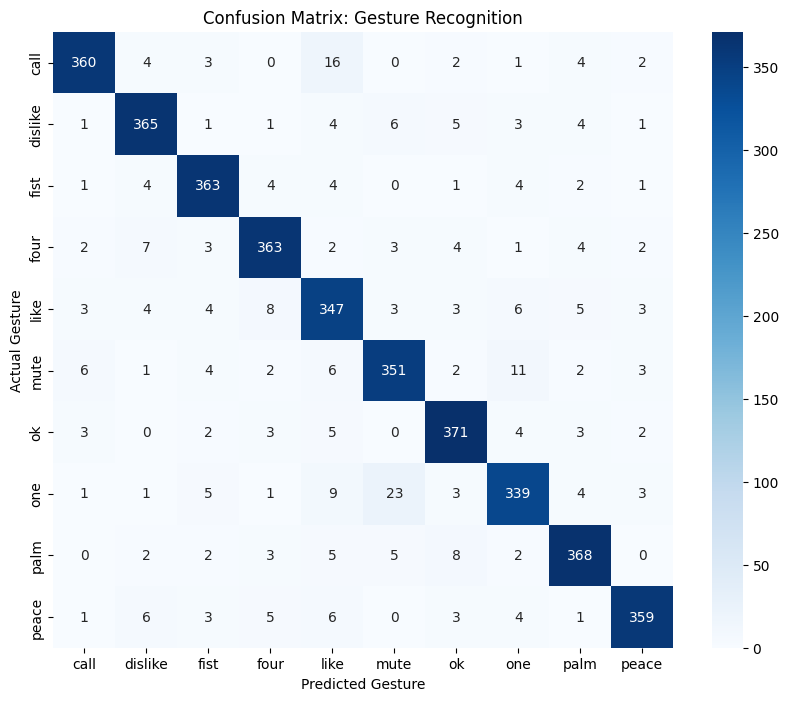 Confusion Matrix: Gesture Recognition
call 360 4 3 0 16 0 2 1 4 2
dislike 1 365 1 1 4 6 5 3 4 1
fist 1 4 363 4 4 0 1 4 2 1
four 2 7 3 363 2 3 4 1 4 2
like 3 4 4 8 347 3 3 6 5 3
mute 6 1 4 2 6 351 2 11 2 3
ok 3 0 2 3 5 0 371 4 3 2
one 1 1 5 1 9 23 3 339 4 3
palm 0 2 2 3 5 5 8 2 368 0
peace 1 6 3 5 6 0 3 4 1 359
call dislike fist four like mute ok one palm peace
Predicted Gesture
Actual Gesture
350
300
250
200
150
100
50
0